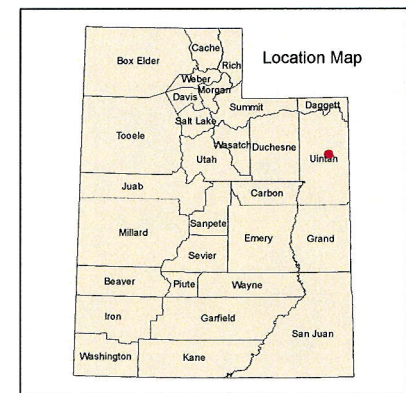 Location Map
Cache
Box Elder
Rich
Weber
Morgan
Davis
Summit
Daggett
Salt Lake
Tooele
Wasatch
Duchesne
Uintah
Utah
Juab
Carbon
Sanpete
Millard
Emery
Grand
Sevier
Beaver
Piute
Wayne
Iron
Garfield
San Juan
Washington
Kane